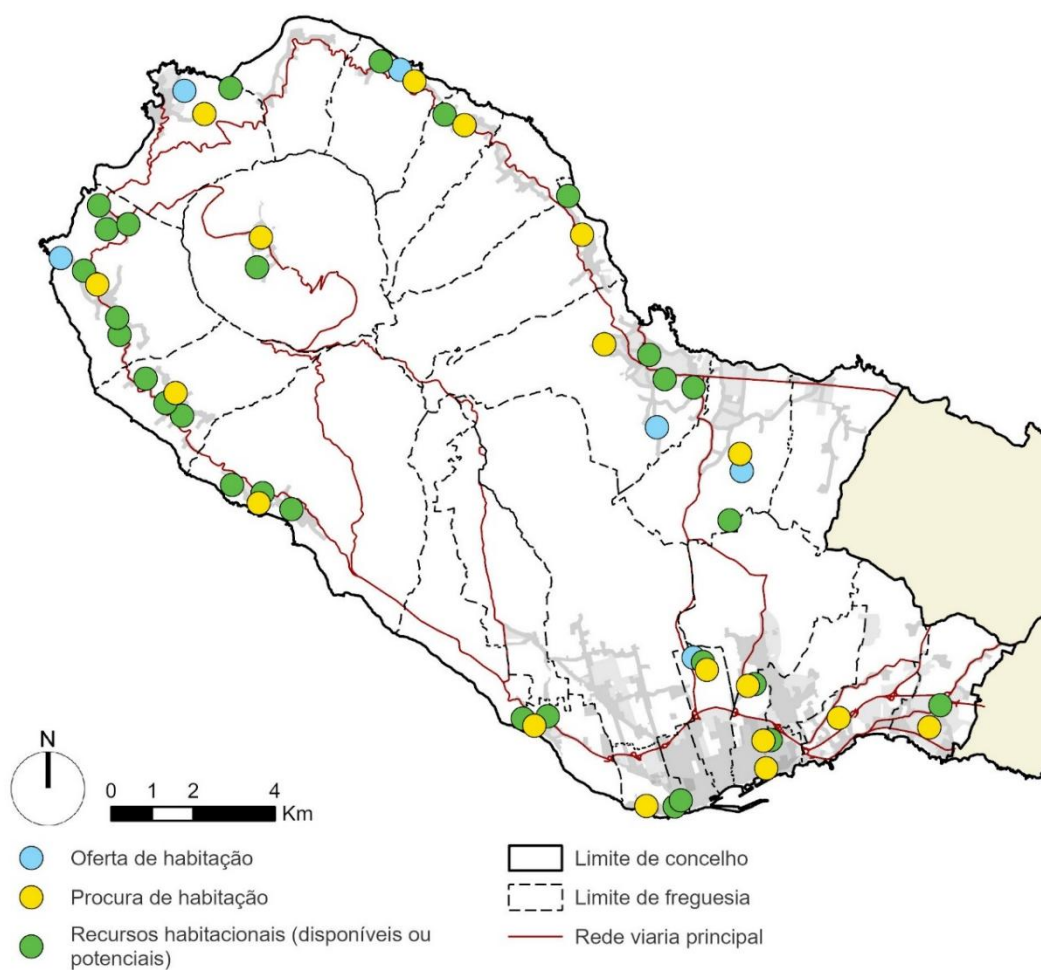 N
0 1 2 4
Km
Oferta de habitação
Procura de habitação
Recursos habitacionais (disponíveis ou
potenciais)
Limite de concelho
Limite de freguesia
Rede viaria principal